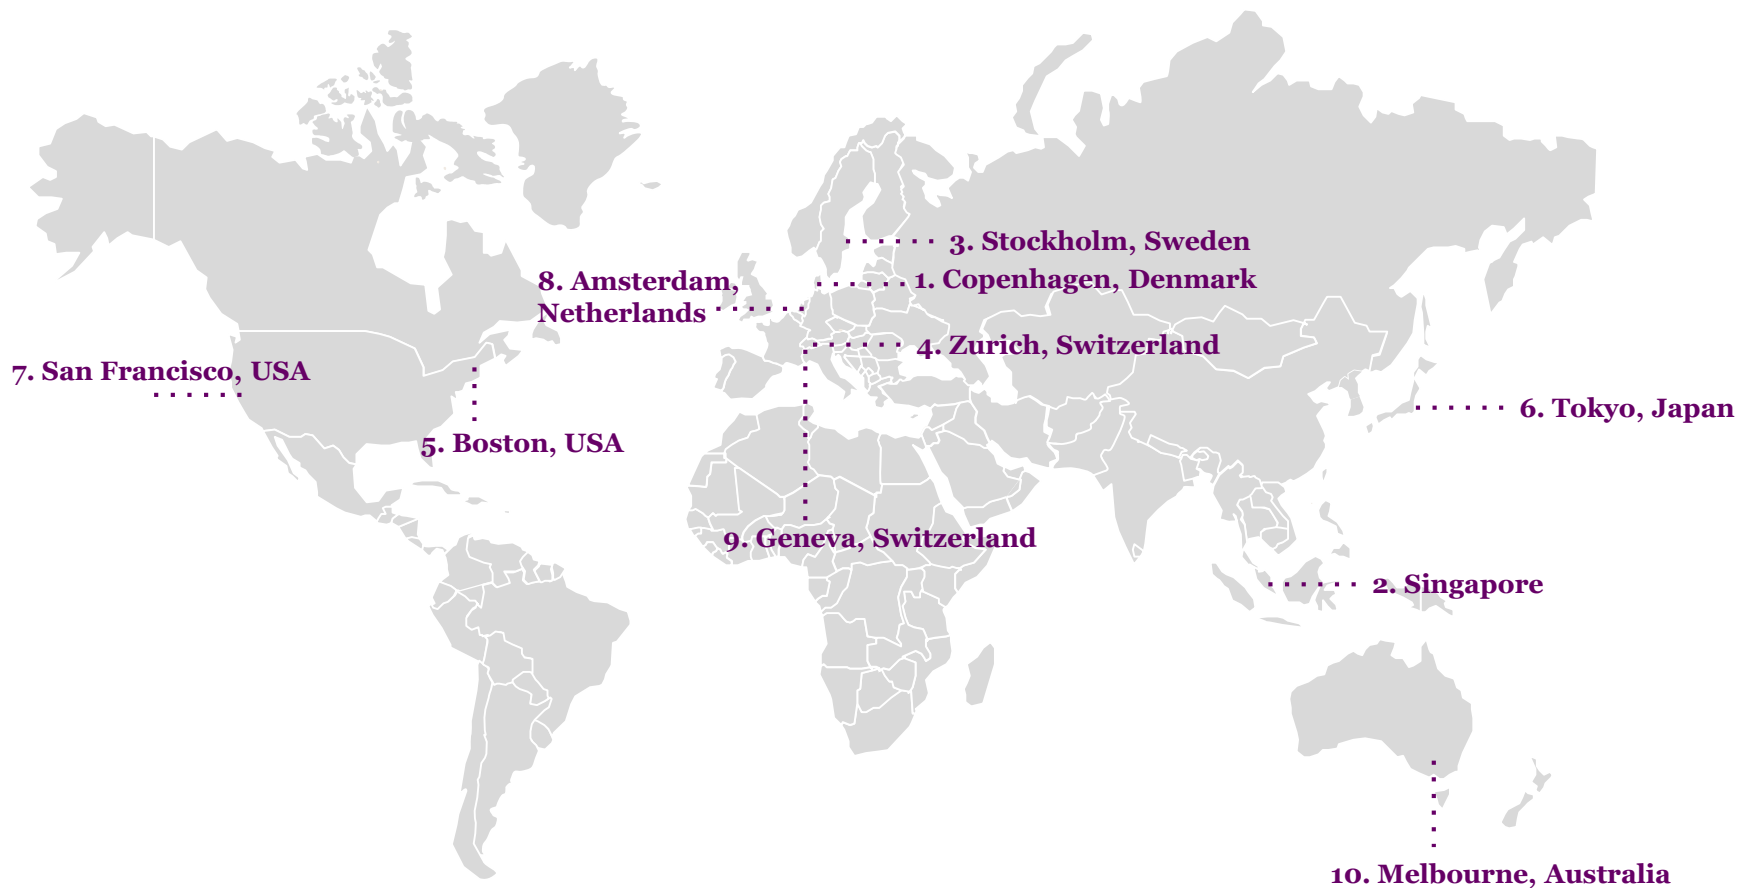 3. Stockholm, Sweden
8. Amsterdam,
Netherlands
1. Copenhagen, Denmark
4. Zurich, Switzerland
7. San Francisco, USA
6. Tokyo, Japan
5. Boston, USA
9. Geneva, Switzerland
2. Singapore
10. Melbourne, Australia